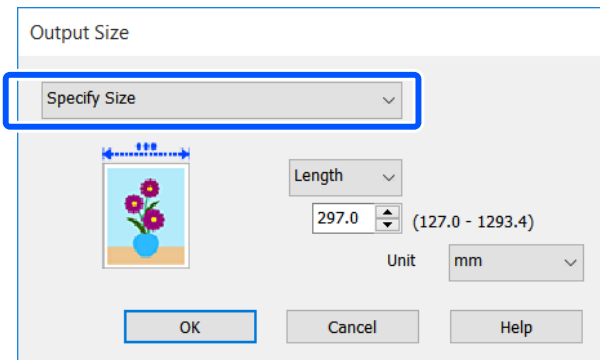 Output Size
Specify Size
Length
297.0 (127.0 - 1293.4)
Unit mm
OK Cancel Help